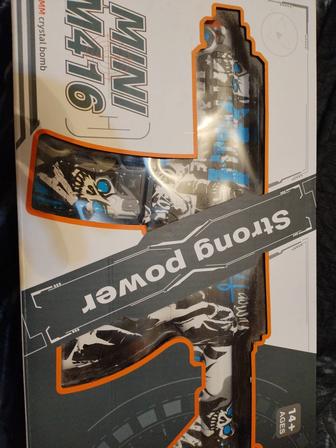 MM crystal bomb
MINI
M416
Strong power
14+
AGES